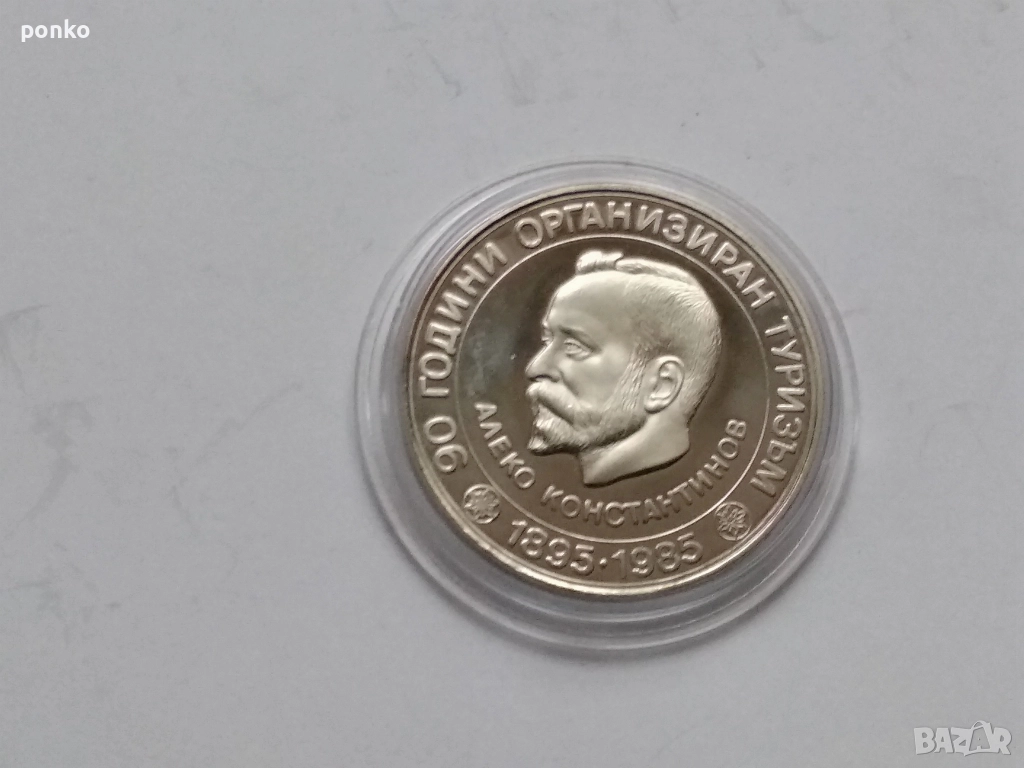 ponko
90 ГОДИНИ ОРГАНИЗИРАН ТУРИЗЪМ
АЛЕКО КОНСТАНТИНОВ
1895·1985
BAZAR